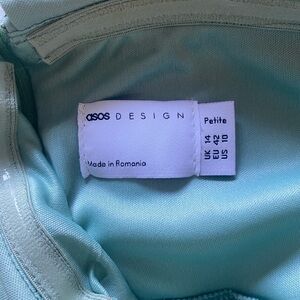 asos DESIGN
Made in Romania
Petite
UK 14
EU 42
US 10